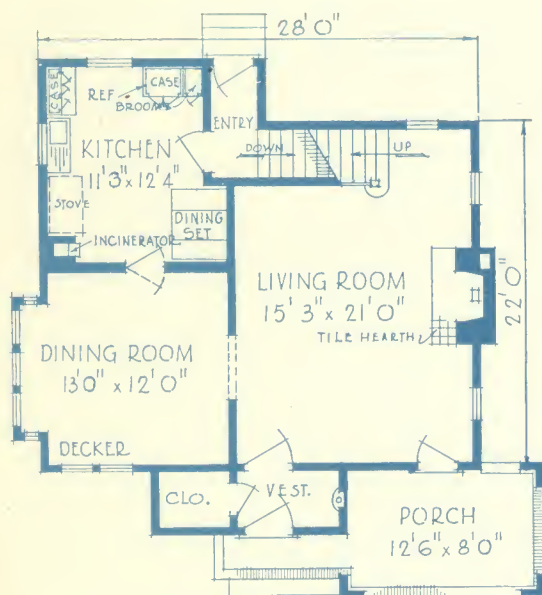 28'0"
CASE
REF
BROOMS
CASE
ENTRY
KITCHEN
11'3" x 12'4"
DOWN
UP
STOVE
DINING
SET
INCINERATOR
LIVING ROOM
15'3" x 21'0"
TILE HEARTH
22'0"
DINING ROOM
13'0" x 12'0"
DECKER
CLO.
VEST.
PORCH
12'6" x 8'0"